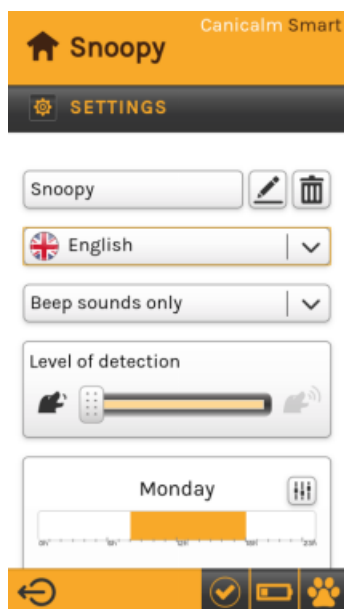 Canicalm Smart
Snoopy
SETTINGS
Snoopy
English
Beep sounds only
Level of detection
Monday